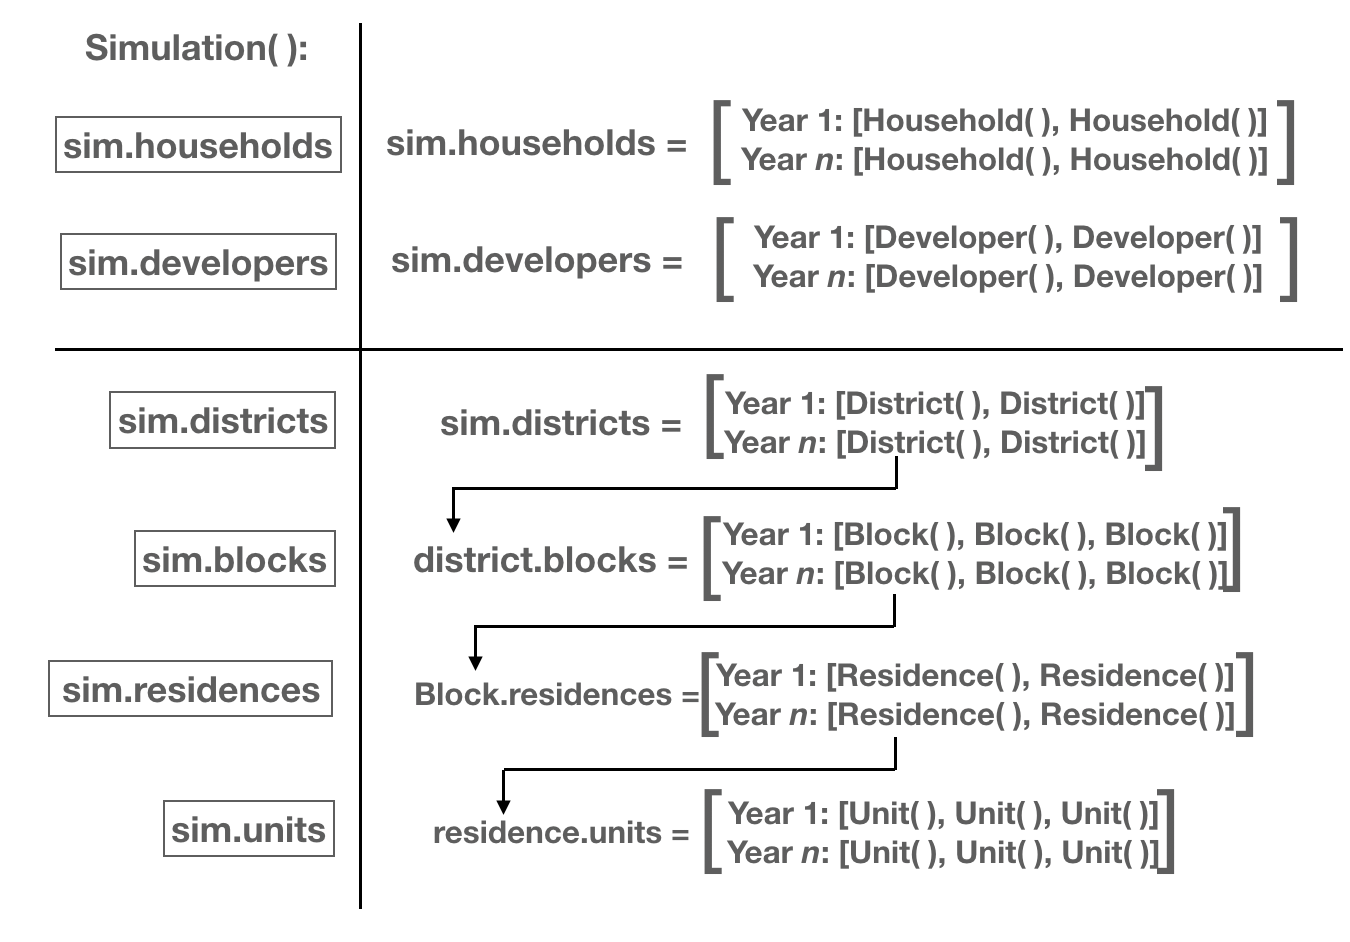 Simulation( ):
sim.households
sim.households =
Year 1: [Household( ), Household( )]
Year n: [Household( ), Household( )]
sim.developers
sim.developers =
Year 1: [Developer( ), Developer( )]
Year n: [Developer( ), Developer( )]
sim.districts
sim.districts =
Year 1: [District( ), District( )]
Year n: [District( ), District( )]
sim.blocks
district.blocks =
Year 1: [Block( ), Block( ), Block( )]
Year n: [Block( ), Block( ), Block( )]
sim.residences
Block.residences =
Year 1: [Residence( ), Residence( )]
Year n: [Residence( ), Residence( )]
sim.units
residence.units =
Year 1: [Unit( ), Unit( ), Unit( )]
Year n: [Unit( ), Unit( ), Unit( )]